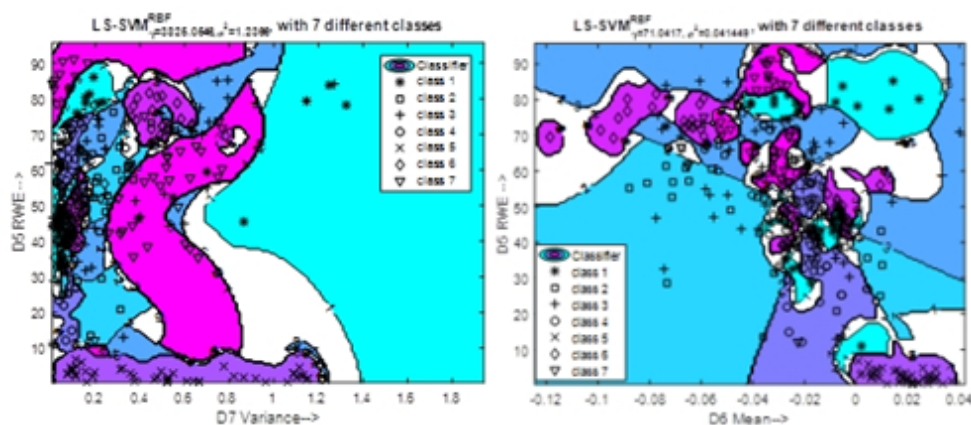 LS-SVM RBF with 7 different classes
D5 RWE -->
90
80
70
60
50
40
30
20
10
0.2 0.4 0.6 0.8 1 1.2 1.4 1.6 1.8
D7 Variance-->
Classifier
class 1
class 2
class 3
class 4
class 5
class 6
class 7
LS-SVM RBF with 7 different classes
D5 RWE -->
90
80
70
60
50
40
30
20
10
-0.12 -0.1 -0.08 -0.06 -0.04 -0.02 0 0.02 0.04
D6 Mean-->
Classifier
class 1
class 2
class 3
class 4
class 5
class 6
class 7